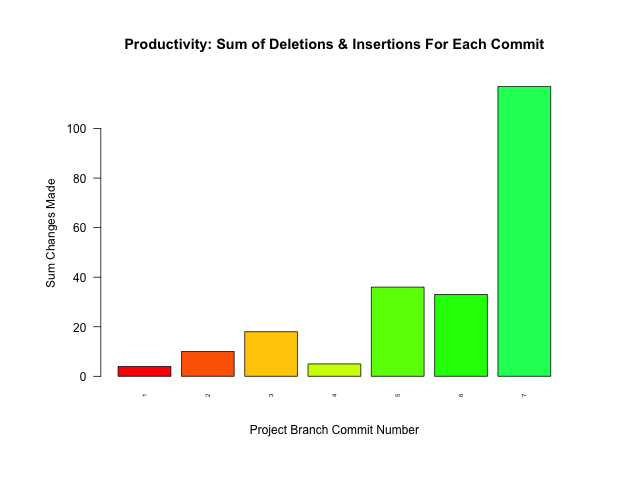 Productivity: Sum of Deletions & Insertions For Each Commit
Sum Changes Made
100
80
60
40
20
0
1 2 3 4 5 6 7
Project Branch Commit Number